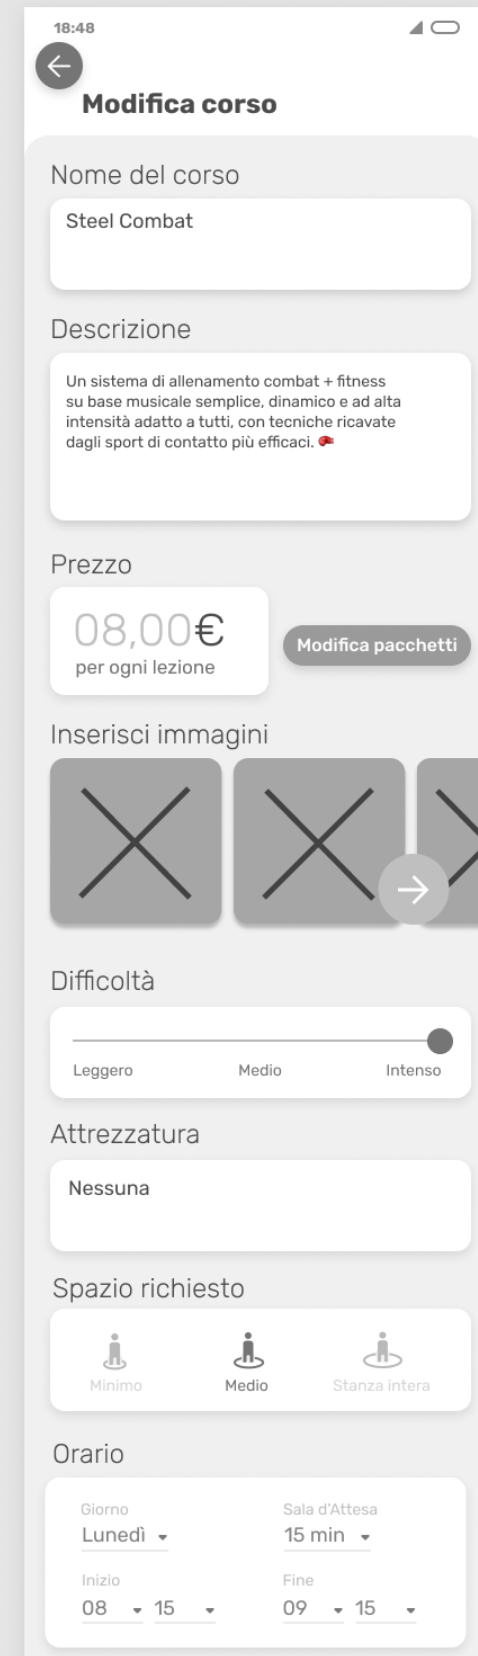 18:48
Modifica corso
Nome del corso
Steel Combat
Descrizione
Un sistema di allenamento combat + fitness
su base musicale semplice, dinamico e ad alta
intensità adatto a tutti, con tecniche ricavate
dagli sport di contatto più efficaci. 🥊
Prezzo
08,00€
per ogni lezione
Modifica pacchetti
Inserisci immagini
Difficoltà
Leggero Medio Intenso
Attrezzatura
Nessuna
Spazio richiesto
Minimo Medio Stanza intera
Orario
Giorno Sala d'Attesa
Lunedì 15 min
Inizio Fine
08 15 09 15